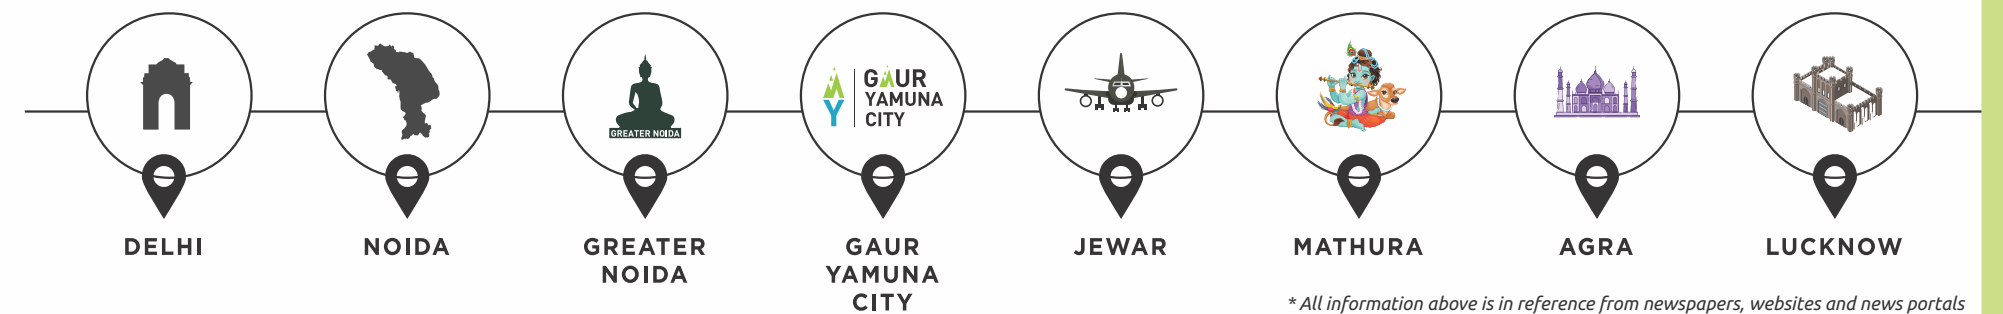 GREATER NOIDA
GAUR
YAMUNA
CITY
DELHI
NOIDA
GREATER
NOIDA
GAUR
YAMUNA
CITY
JEWAR
MATHURA
AGRA
LUCKNOW
* All information above is in reference from newspapers, websites and news portals